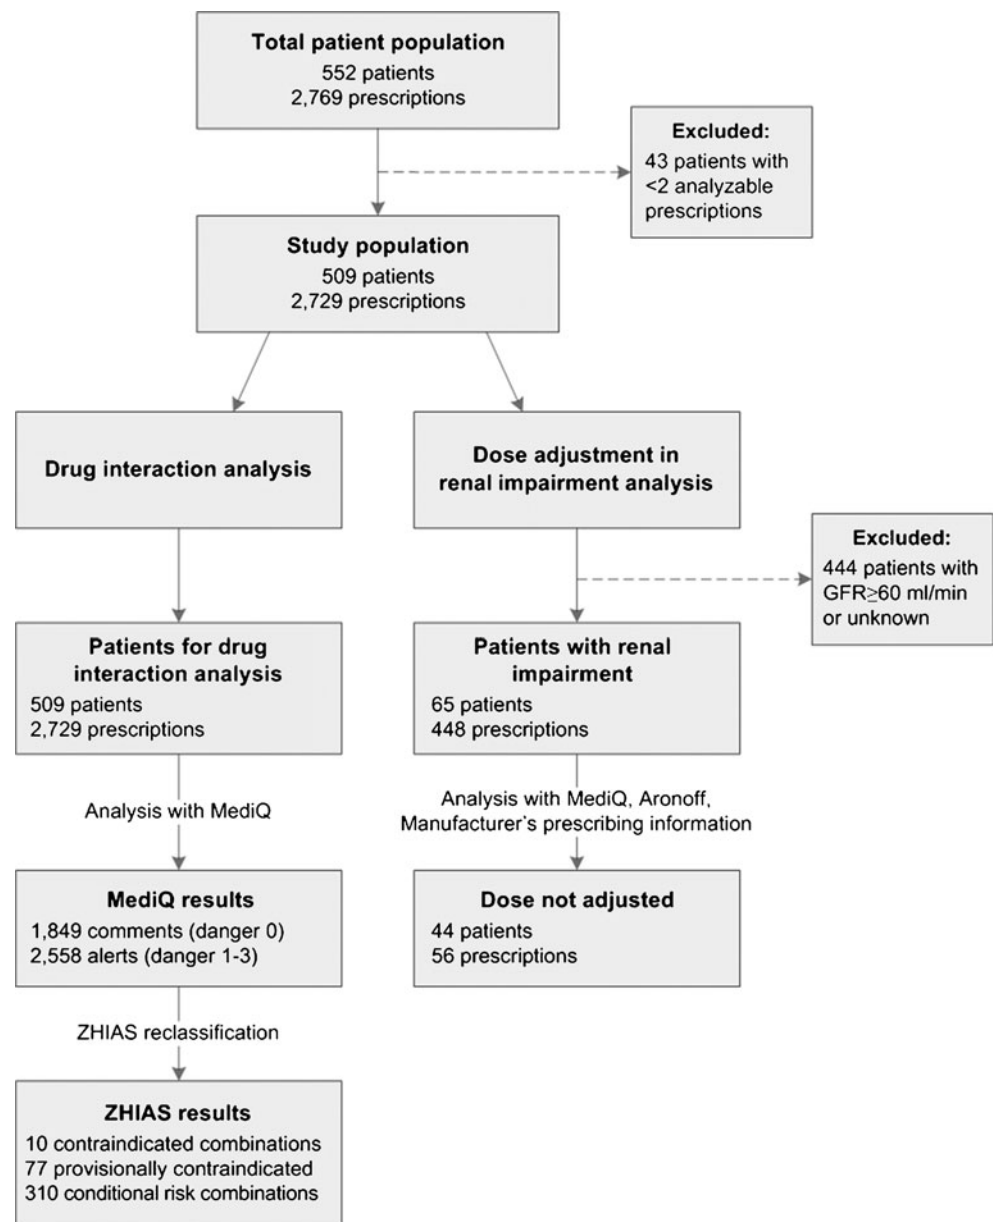 Total patient population
552 patients
2,769 prescriptions
Excluded:
43 patients with
<2 analyzable
prescriptions
Study population
509 patients
2,729 prescriptions
Drug interaction analysis
Dose adjustment in
renal impairment analysis
Excluded:
444 patients with
GFR≥60 ml/min
or unknown
Patients for drug
interaction analysis
509 patients
2,729 prescriptions
Patients with renal
impairment
65 patients
448 prescriptions
Analysis with MediQ
Analysis with MediQ, Aronoff,
Manufacturer`s prescribing information
MediQ results
1,849 comments (danger 0)
2,558 alerts (danger 1-3)
Dose not adjusted
44 patients
56 prescriptions
ZHIAS reclassification
ZHIAS results
10 contraindicated combinations
77 provisionally contraindicated
310 conditional risk combinations